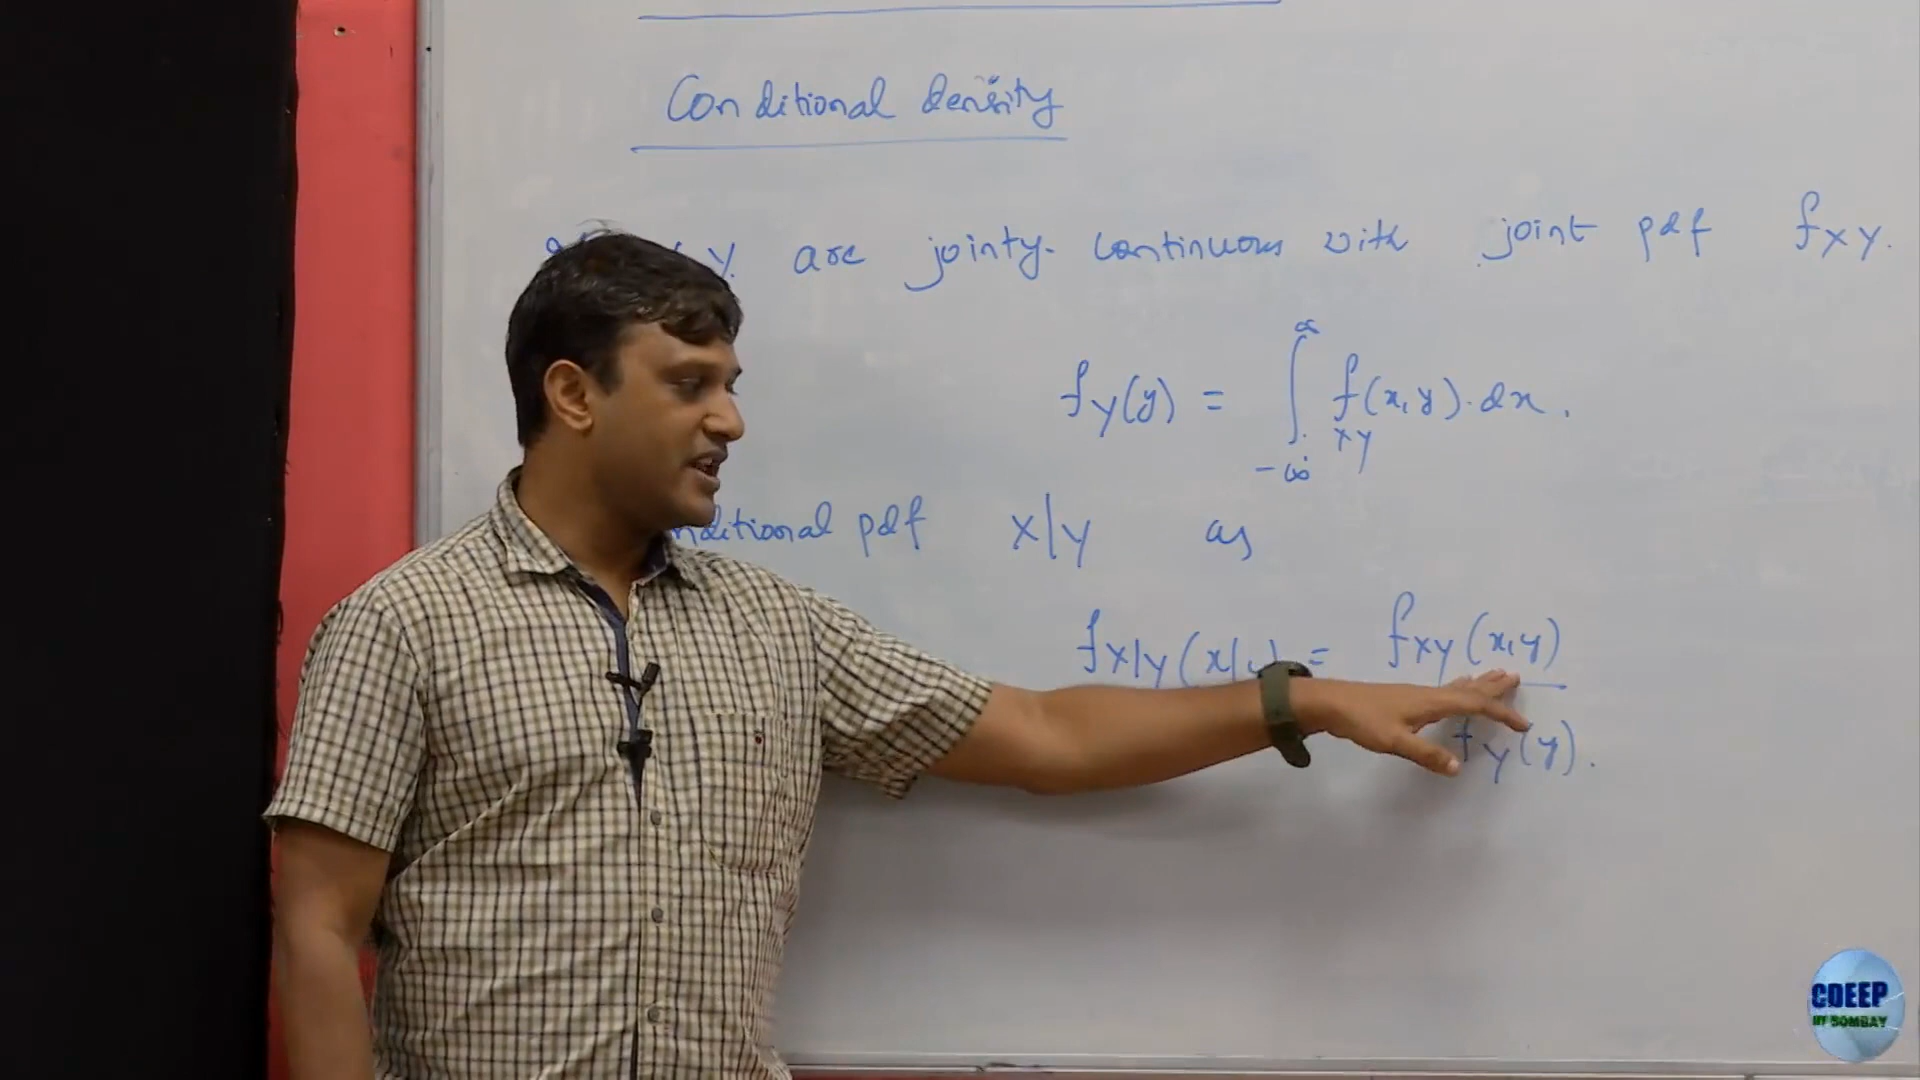 Conditional density
Y are jointy continuous with joint pdf fXY.
fY(y) = ∫_{-∞}^{∞} fXY(x,y).dx.
pdf X|Y as
fX|Y(x| = fXY(x,y)
fY(y).
CDEEP
IIT BOMBAY